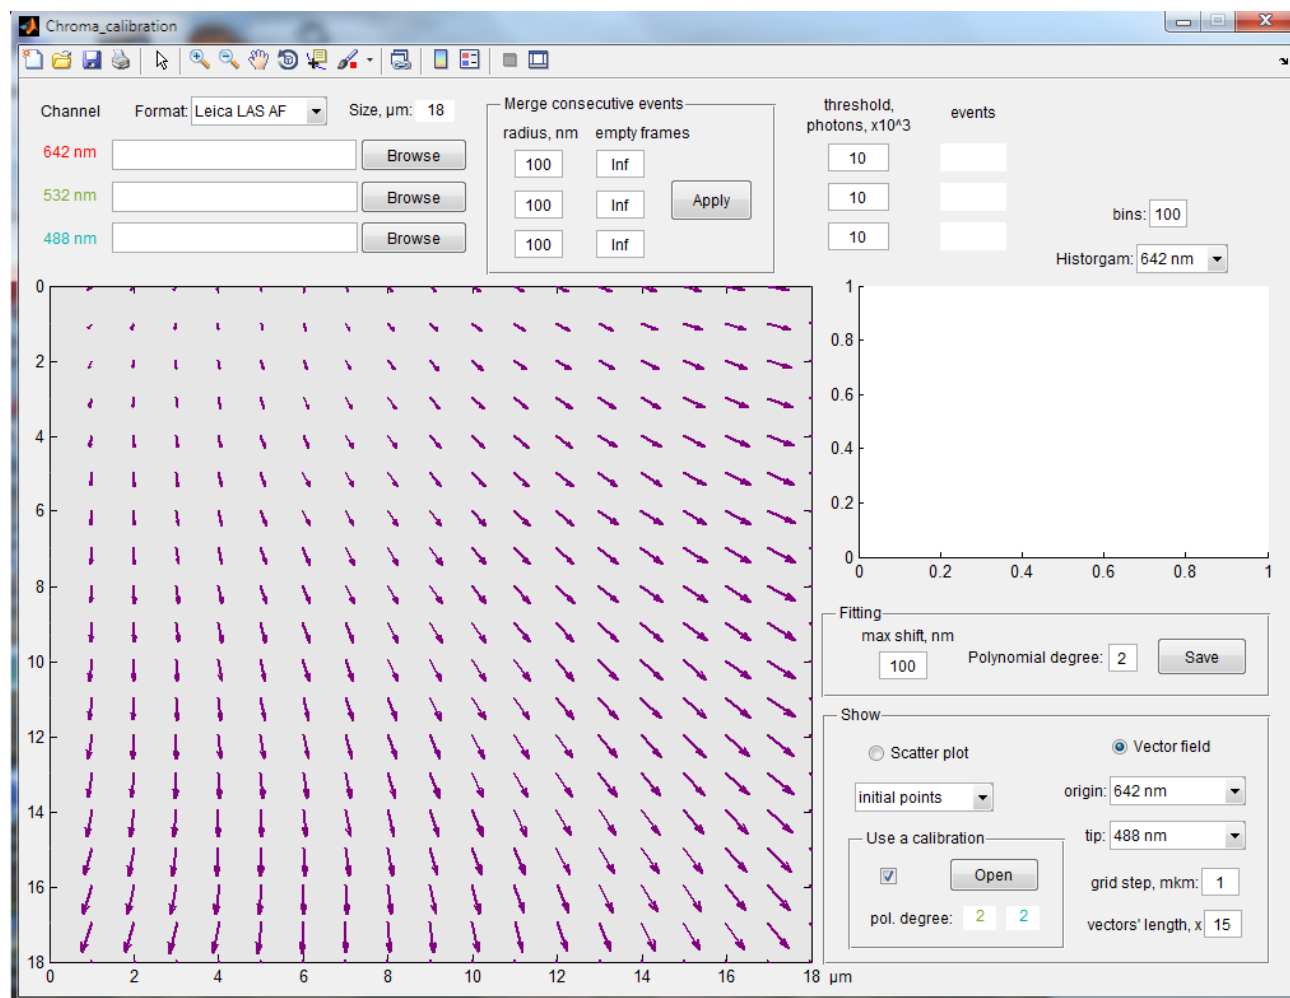 Chroma_calibration
Channel Format: Leica LAS AF Size, µm: 18
642 nm Browse
532 nm Browse
488 nm Browse
Merge consecutive events
radius, nm empty frames
100 Inf
100 Inf
100 Inf
Apply
threshold,
photons, x10^3
events
10
10
10
bins: 100
Historgam: 642 nm
0
2
4
6
8
10
12
14
16
18
0 2 4 6 8 10 12 14 16 18 µm
1
0.8
0.6
0.4
0.2
0
0 0.2 0.4 0.6 0.8 1
Fitting
max shift, nm
100
Polynomial degree: 2
Save
Show
Scatter plot
Vector field
initial points
origin: 642 nm
tip: 488 nm
Use a calibration
Open
pol. degree: 2 2
grid step, mkm: 1
vectors' length, x 15